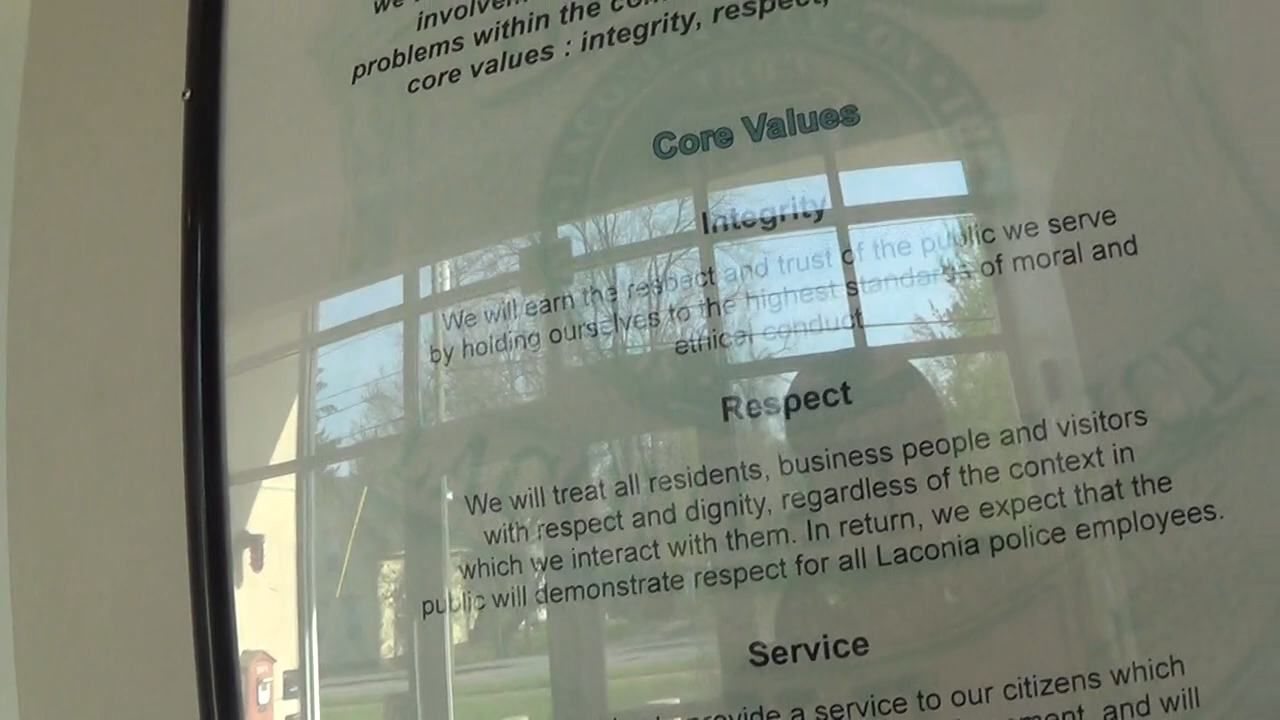 we
involvem
problems within the com
core values : integrity, respect,
Core Values
Integrity
We will earn the respect and trust of the public we serve
by holding ourselves to the highest standards of moral and
ethical conduct
Respect
We will treat all residents, business people and visitors
with respect and dignity, regardless of the context in
which we interact with them. In return, we expect that the
public will demonstrate respect for all Laconia police employees.
Service
provide a service to our citizens which
and will